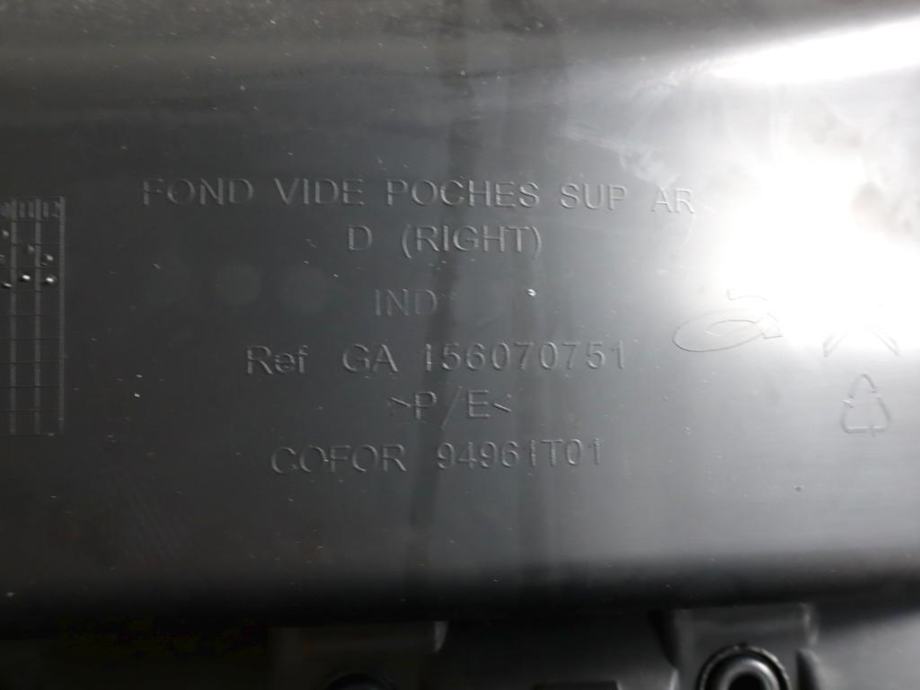 FOND VIDE POCHES SUP AR
D (RIGHT)
IND
Ref GA 156070751
>P/E<
COFOR 94961T01